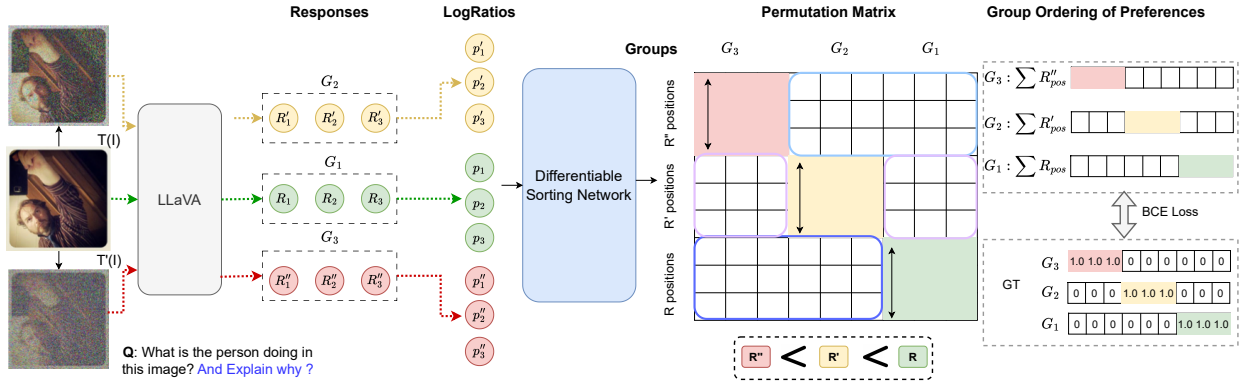 Responses
LogRatios
Permutation Matrix
Group Ordering of Preferences
T(I)
T'(I)
LLaVA
G₂
R'₁ R'₂ R'₃
G₁
R₁ R₂ R₃
G₃
R''₁ R''₂ R''₃
p'₁
p'₂
p'₃
p₁
p₂
p₃
p''₁
p''₂
p''₃
Differentiable
Sorting Network
Groups G₃ G₂ G₁
R" positions
R' positions
R positions
R" < R' < R
G₃ : ∑ R''pos
G₂ : ∑ R'pos
G₁ : ∑ Rpos
BCE Loss
GT
G₃ 1.0 1.0 1.0 0 0 0 0 0 0
G₂ 0 0 0 1.0 1.0 1.0 0 0 0
G₁ 0 0 0 0 0 0 1.0 1.0 1.0
Q: What is the person doing in
this image? And Explain why ?